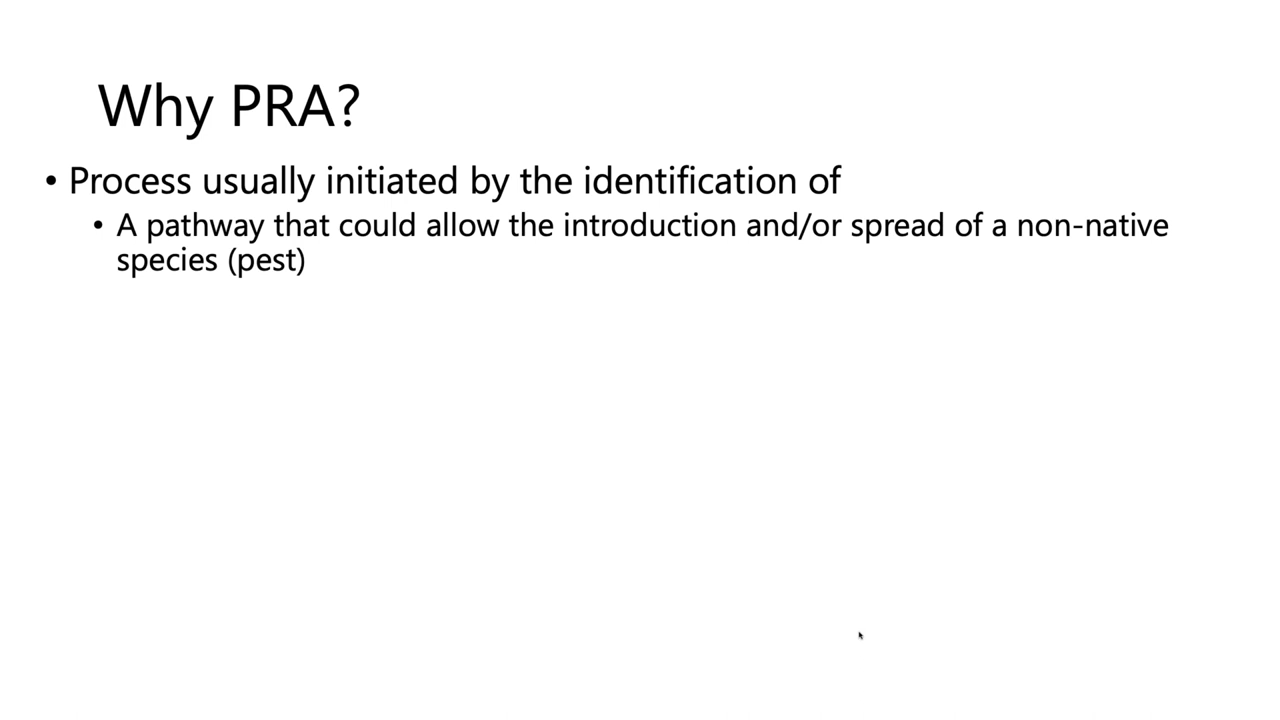 Why PRA?
• Process usually initiated by the identification of
• A pathway that could allow the introduction and/or spread of a non-native
species (pest)